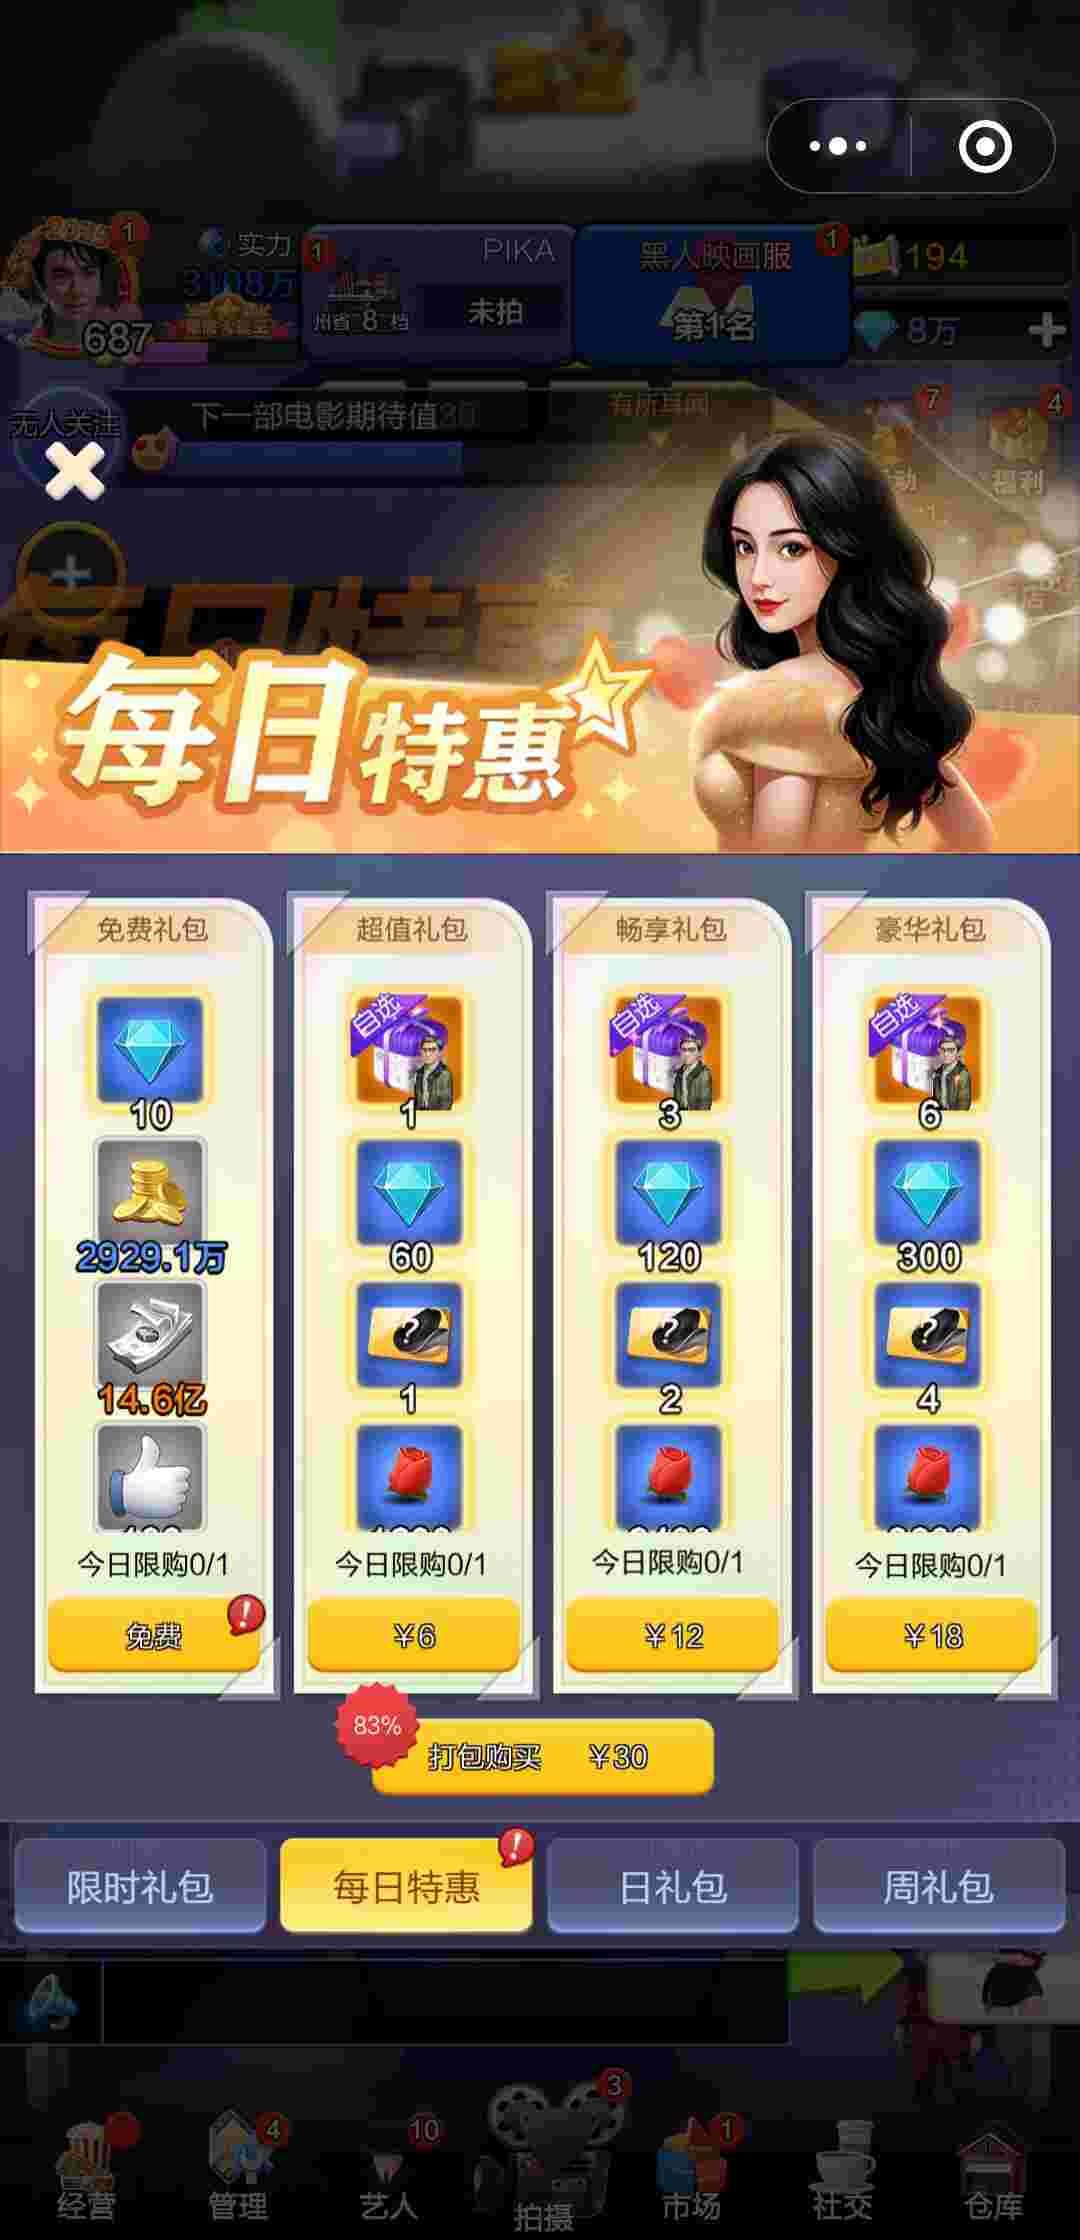 1
实力
3108万
687
1
PIKA
州省 8 档
未拍
1
黑人映画服
第1名
194
8万
无人关注
下一部电影期待值30
有所耳闻
7
4
福利
每日特惠
免费礼包
10
2929.1万
14.6亿
今日限购0/1
免费
超值礼包
自选
1
60
?
1
今日限购0/1
¥6
畅享礼包
自选
3
120
?
2
今日限购0/1
¥12
豪华礼包
自选
6
300
?
4
今日限购0/1
¥18
83%
打包购买 ¥30
限时礼包
每日特惠
日礼包
周礼包
经营
4
管理
10
艺人
3
拍摄
1
市场
社交
仓库